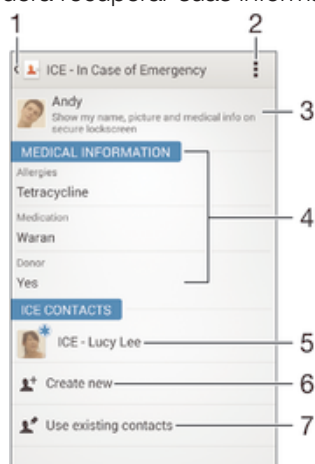 1 2
ICE - In Case of Emergency
Andy
Show my name, picture and medical info on
secure lockscreen
3
MEDICAL INFORMATION
Allergies
Tetracycline
4
Medication
Waran
Donor
Yes
ICE CONTACTS
ICE - Lucy Lee 5
Create new 6
Use existing contacts 7